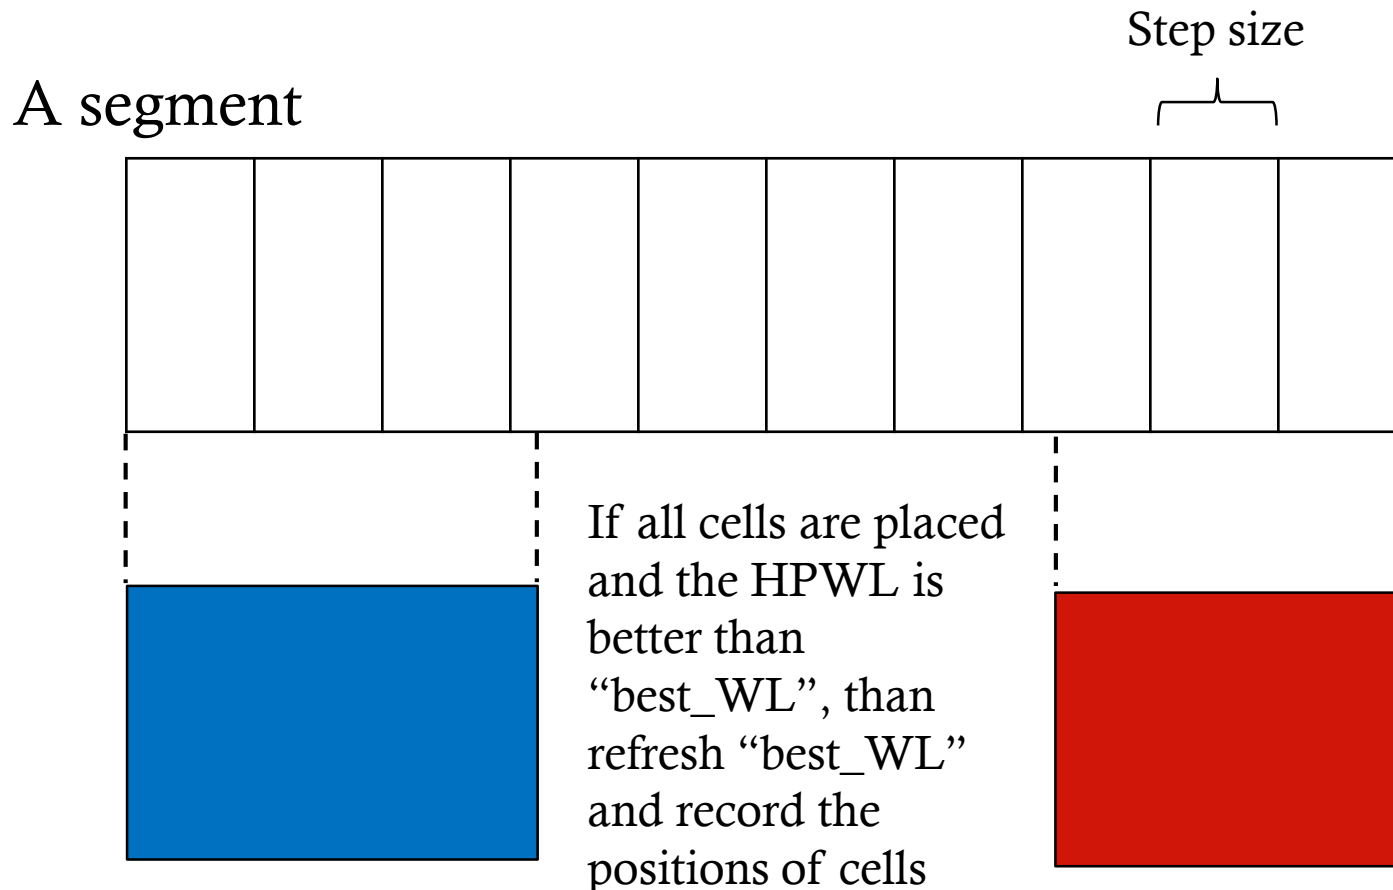 Step size
A segment
If all cells are placed
and the HPWL is
better than
“best_WL”, than
refresh “best_WL”
and record the
positions of cells